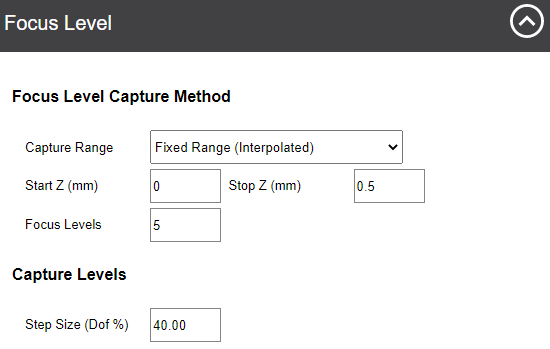 Focus Level
Focus Level Capture Method
Capture Range Fixed Range (Interpolated)
Start Z (mm) 0 Stop Z (mm) 0.5
Focus Levels 5
Capture Levels
Step Size (Dof %) 40.00